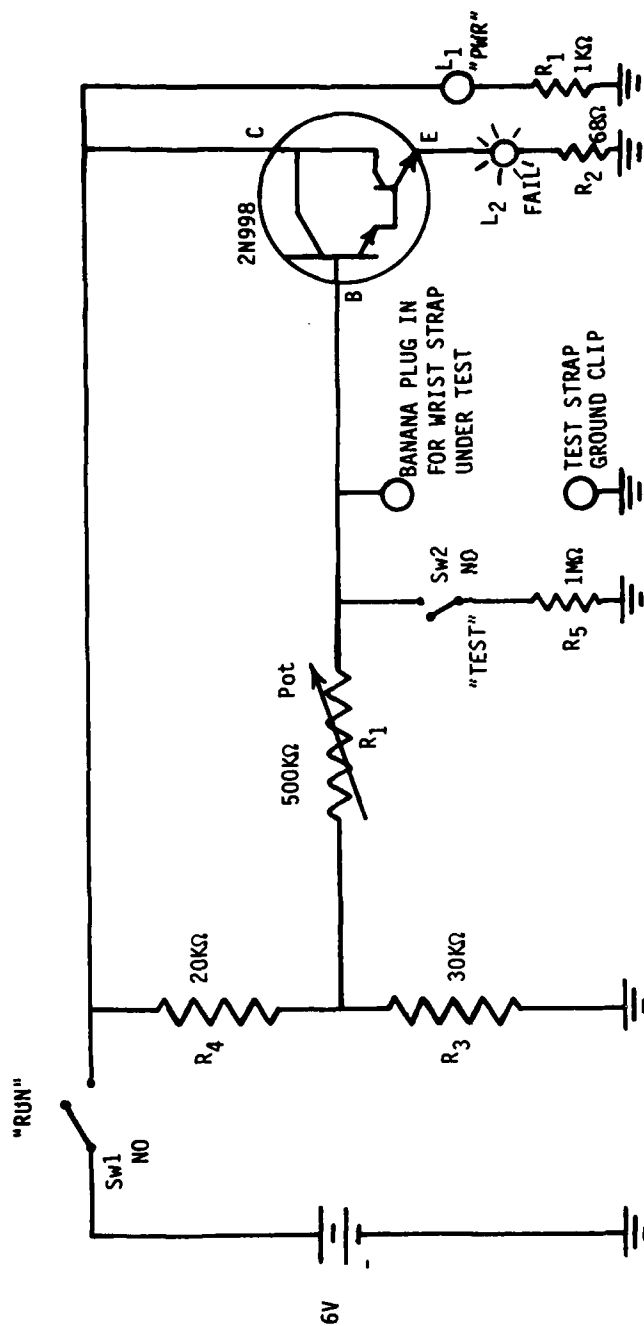 6V
-
"RUN"
Sw1
NO
20KΩ
R4
30KΩ
R3
500KΩ
Pot
R1
Sw2
NO
"TEST"
1MΩ
R5
BANANA PLUG IN
FOR WRIST STRAP
UNDER TEST
TEST STRAP
GROUND CLIP
2N998
B
C
E
L2
FAIL
R2
68Ω
L1
"PWR"
R1
1KΩ